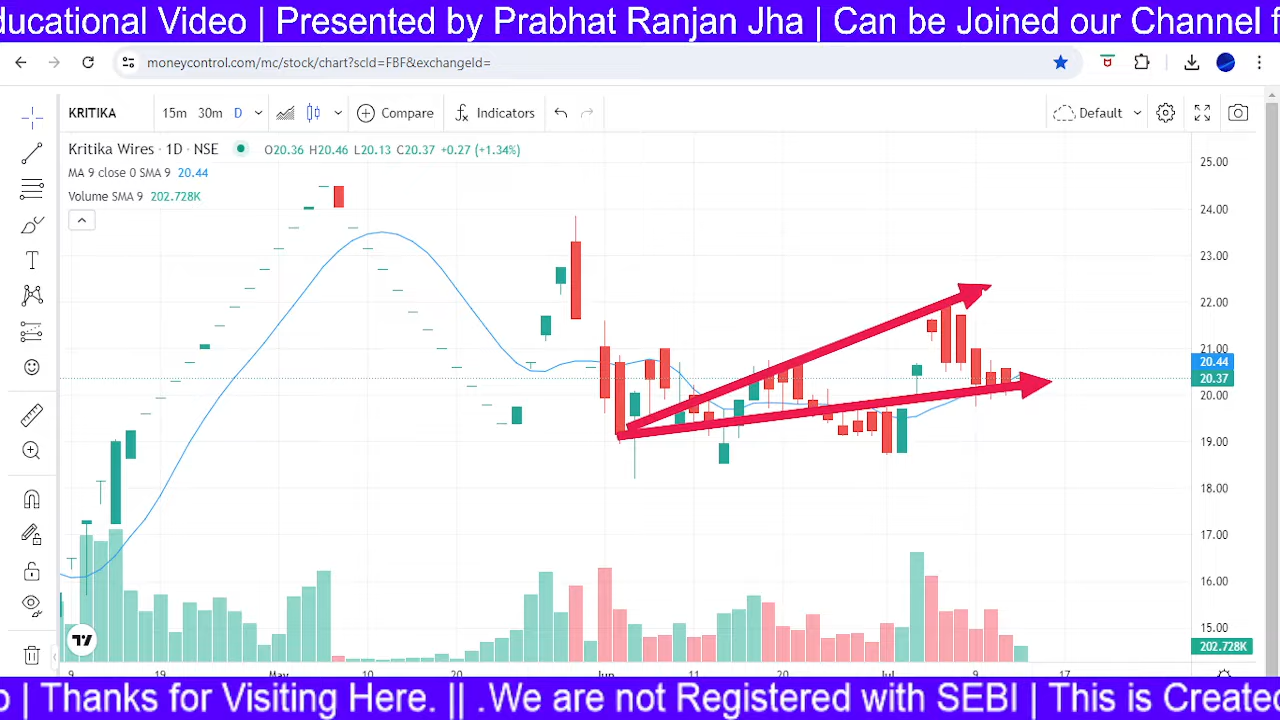 ducational Video | Presented by Prabhat Ranjan Jha | Can be Joined our Channel f
moneycontrol.com/mc/stock/chart?scId=FBF&exchangeId=
KRITIKA 15m 30m D Compare Indicators Default
Kritika Wires · 1D · NSE O20.36 H20.46 L20.13 C20.37 +0.27 (+1.34%)
MA 9 close 0 SMA 9 20.44
Volume SMA 9 202.728K
25.00
24.00
23.00
22.00
21.00
20.44
20.37
20.00
19.00
18.00
17.00
16.00
15.00
202.728K
9 19 May 10 20 Jun 11 20 Jul 9 17
o | Thanks for Visiting Here. || .We are not Registered with SEBI | This is Created